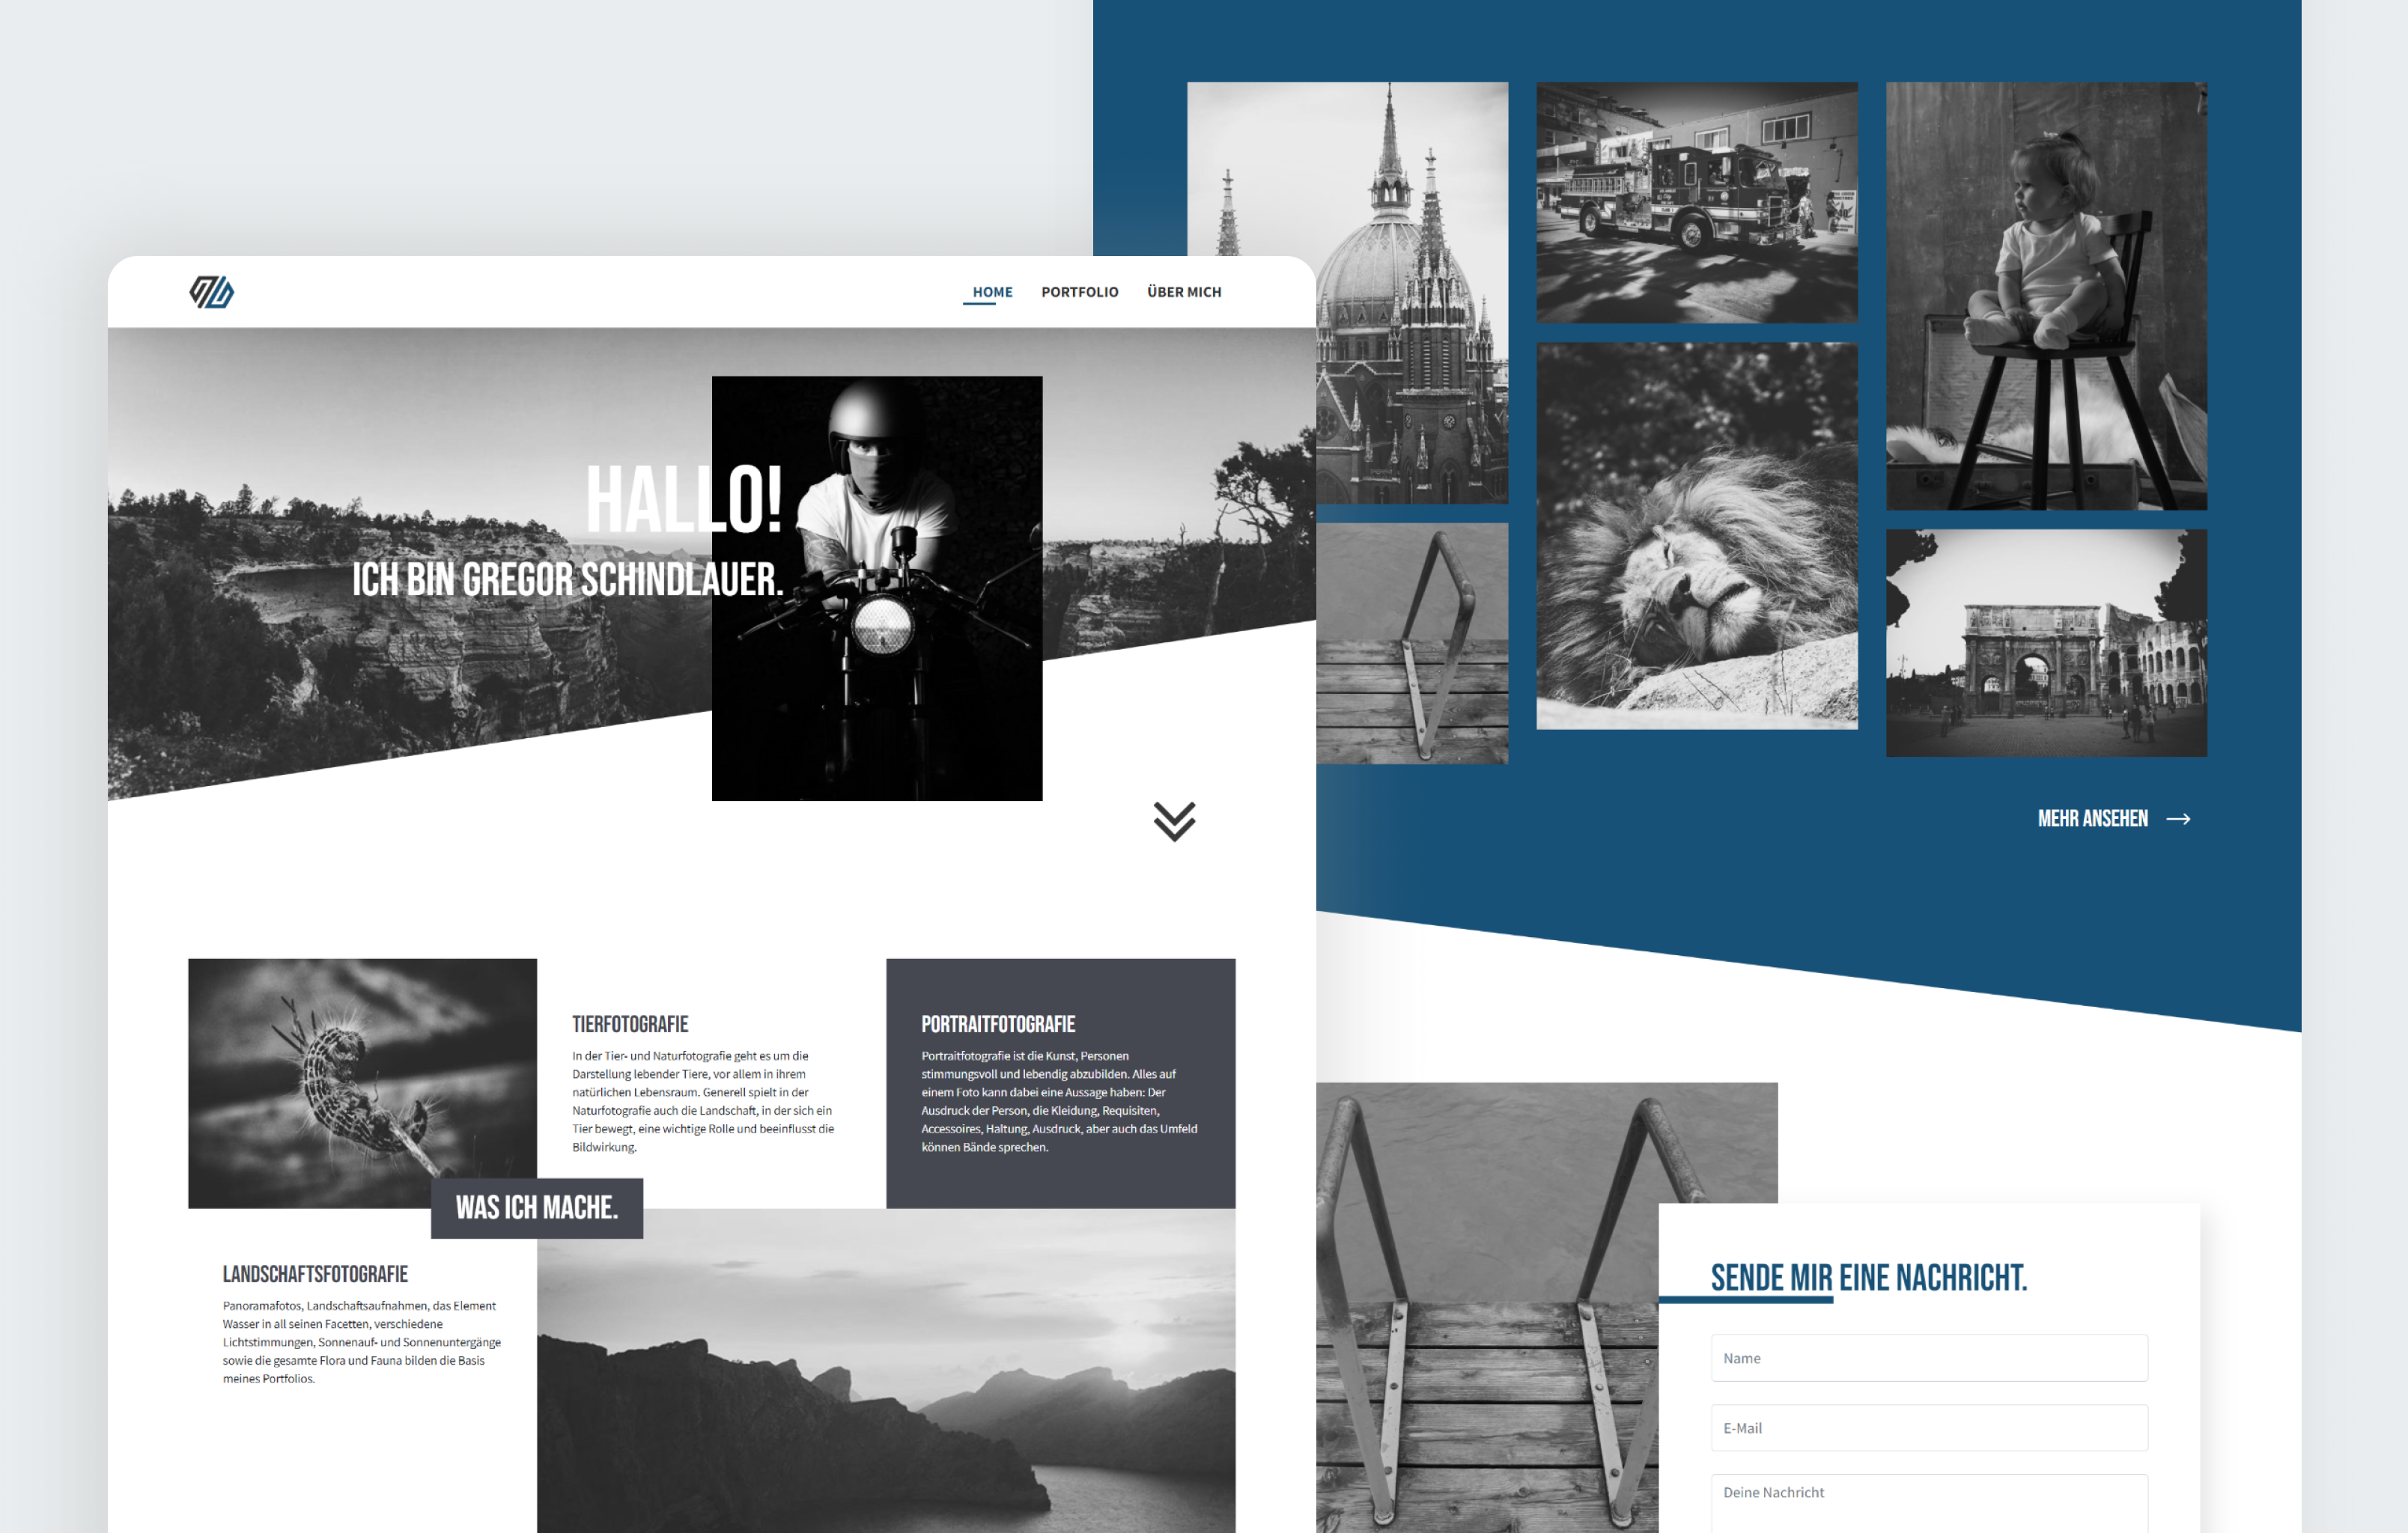 HOME PORTFOLIO ÜBER MICH
HALLO!
ICH BIN GREGOR SCHINDLAUER.
TIERFOTOGRAFIE
In der Tier- und Naturfotografie geht es um die
Darstellung lebender Tiere, vor allem in ihrem
natürlichen Lebensraum. Generell spielt in der
Naturfotografie auch die Landschaft, in der sich ein
Tier bewegt, eine wichtige Rolle und beeinflusst die
Bildwirkung.
PORTRAITFOTOGRAFIE
Portraitfotografie ist die Kunst, Personen
stimmungsvoll und lebendig abzubilden. Alles auf
einem Foto kann dabei eine Aussage haben: Der
Ausdruck der Person, die Kleidung, Requisiten,
Accessoires, Haltung, Ausdruck, aber auch das Umfeld
können Bände sprechen.
WAS ICH MACHE.
LANDSCHAFTSFOTOGRAFIE
Panoramafotos, Landschaftsaufnahmen, das Element
Wasser in all seinen Facetten, verschiedene
Lichtstimmungen, Sonnenauf- und Sonnenuntergänge
sowie die gesamte Flora und Fauna bilden die Basis
meines Portfolios.
MEHR ANSEHEN
SENDE MIR EINE NACHRICHT.
Name
E-Mail
Deine Nachricht